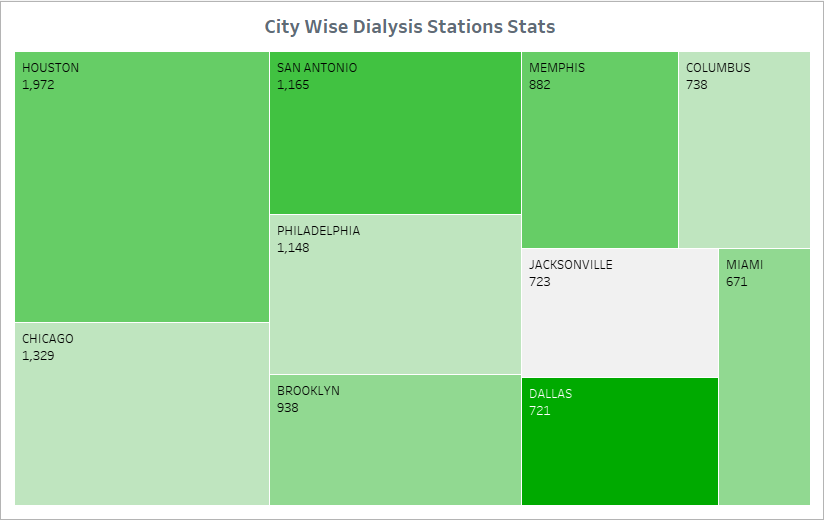 City Wise Dialysis Stations Stats
HOUSTON
1,972
SAN ANTONIO
1,165
MEMPHIS
882
COLUMBUS
738
PHILADELPHIA
1,148
JACKSONVILLE
723
MIAMI
671
CHICAGO
1,329
BROOKLYN
938
DALLAS
721